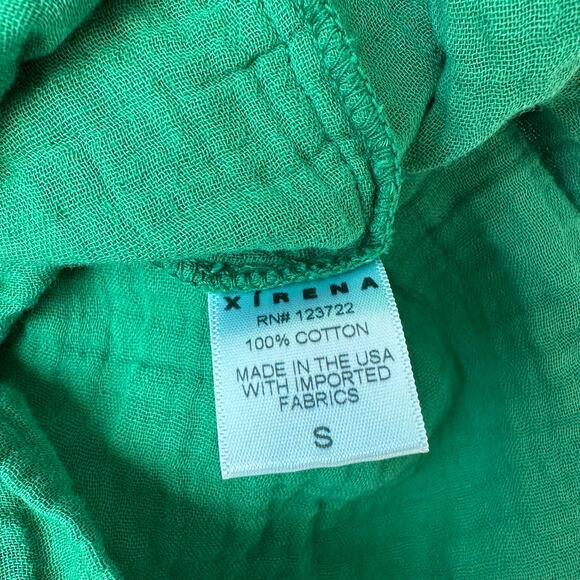 XIRENA
RN# 123722
100% COTTON
MADE IN THE USA
WITH IMPORTED
FABRICS
S